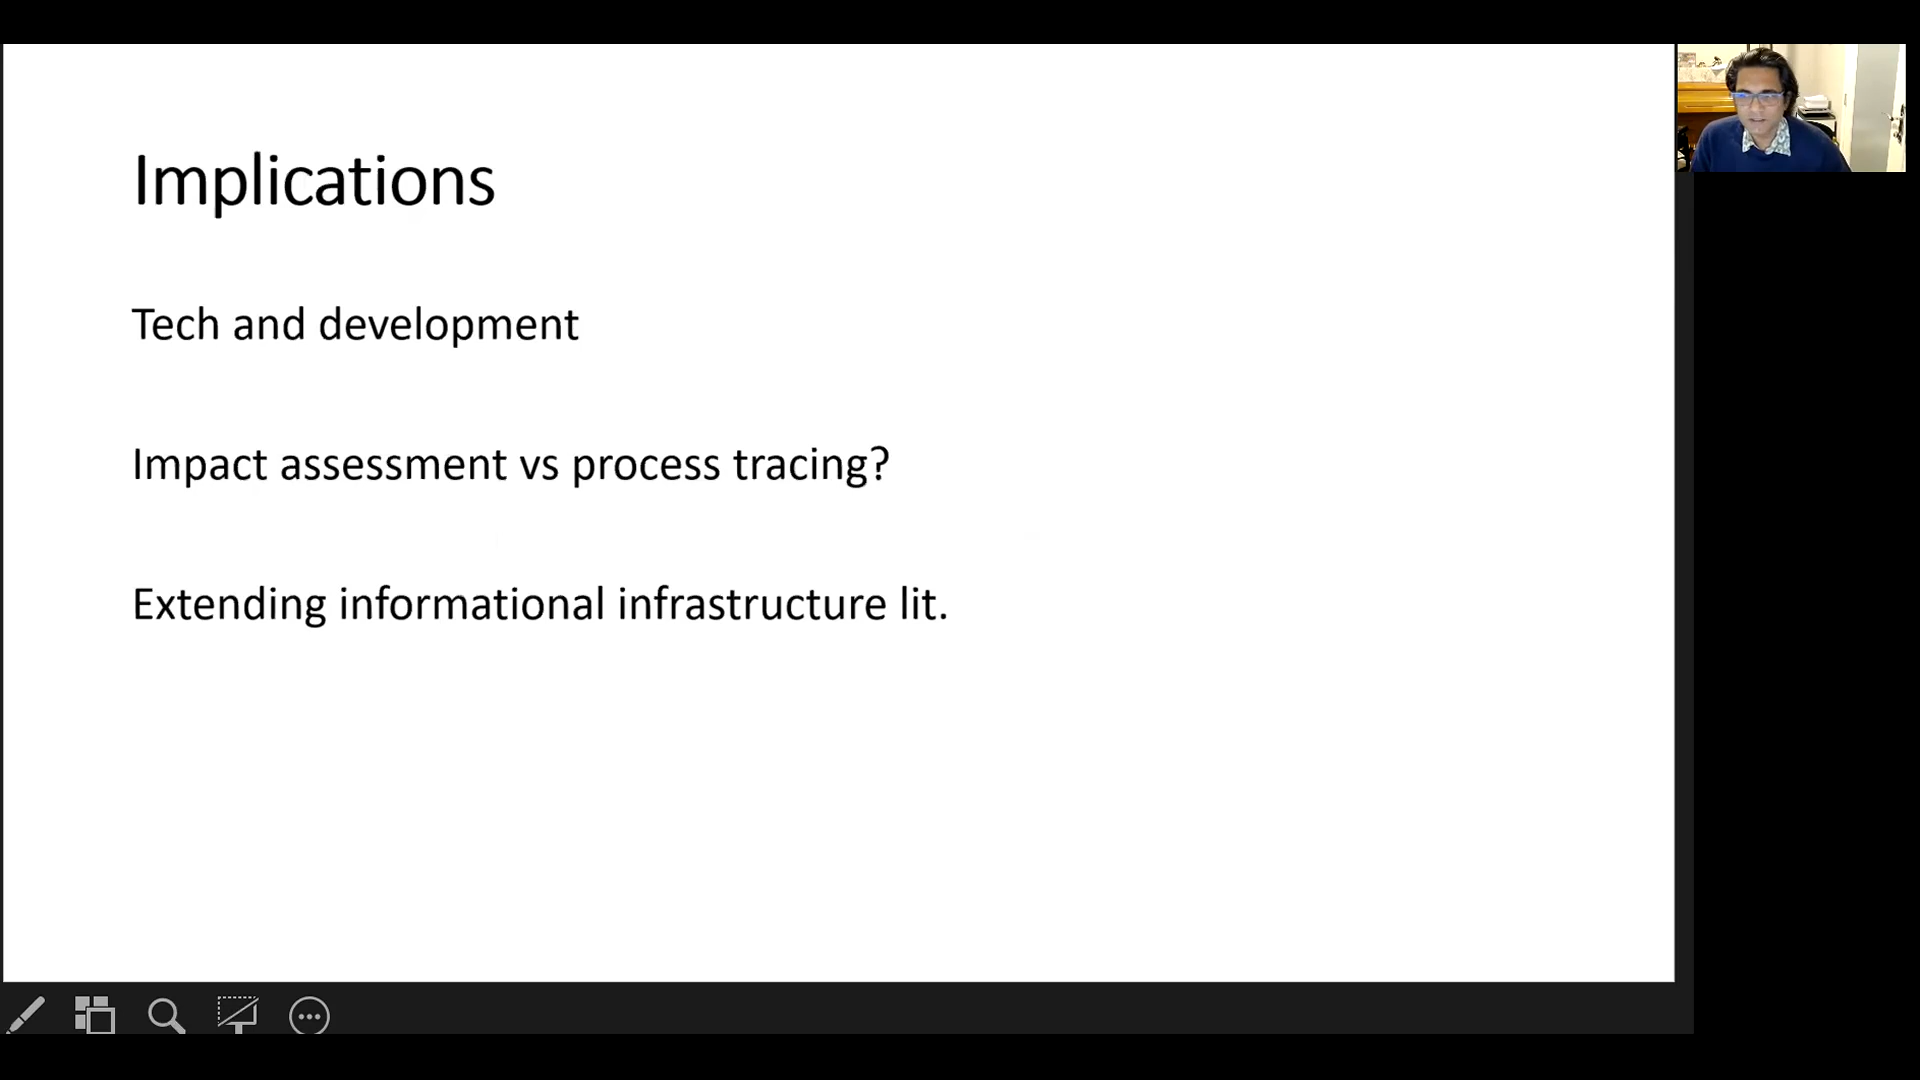 Implications
Tech and development
Impact assessment vs process tracing?
Extending informational infrastructure lit.